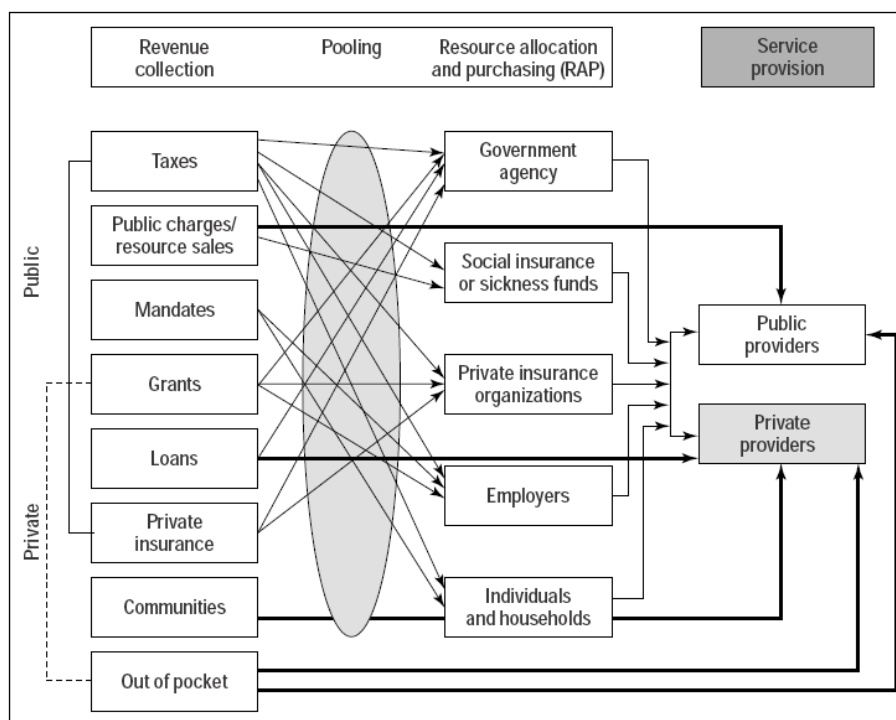 Revenue
collection
Pooling
Resource allocation
and purchasing (RAP)
Service
provision
Public
Private
Taxes
Public charges/
resource sales
Mandates
Grants
Loans
Private
insurance
Communities
Out of pocket
Government
agency
Social insurance
or sickness funds
Private insurance
organizations
Employers
Individuals
and households
Public
providers
Private
providers